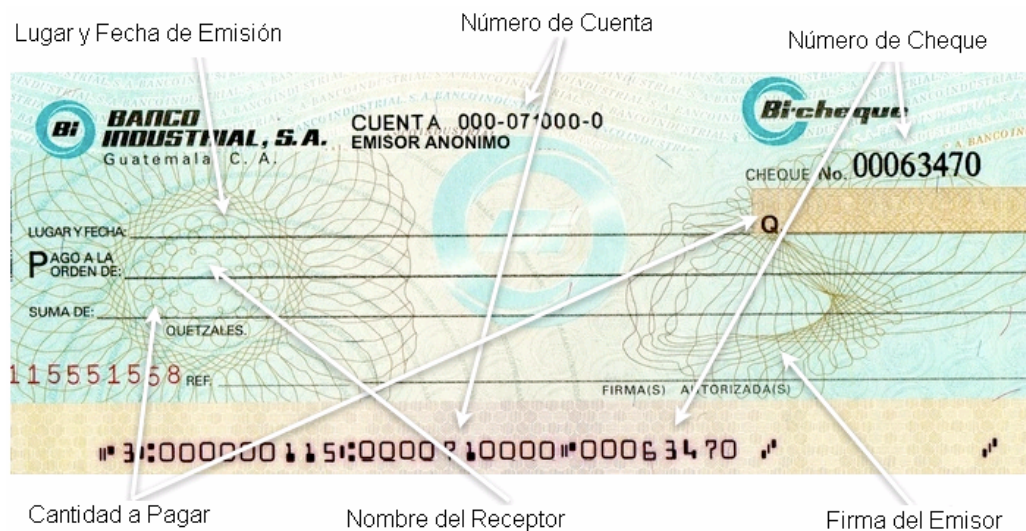 Lugar y Fecha de Emisión
Número de Cuenta
Número de Cheque
Bi BANCO
INDUSTRIAL, S.A.
Guatemala C. A.
CUENTA 000-071000-0
EMISOR ANONIMO
Bi-cheque
CHEQUE No. 00063470
Q.
LUGAR Y FECHA:
PAGO A LA
ORDEN DE:
SUMA DE:
QUETZALES.
115551558 REF.
FIRMA(S) AUTORIZADA(S)
⑈31⑆000000115⑆0000710000⑈00063470
Cantidad a Pagar
Nombre del Receptor
Firma del Emisor